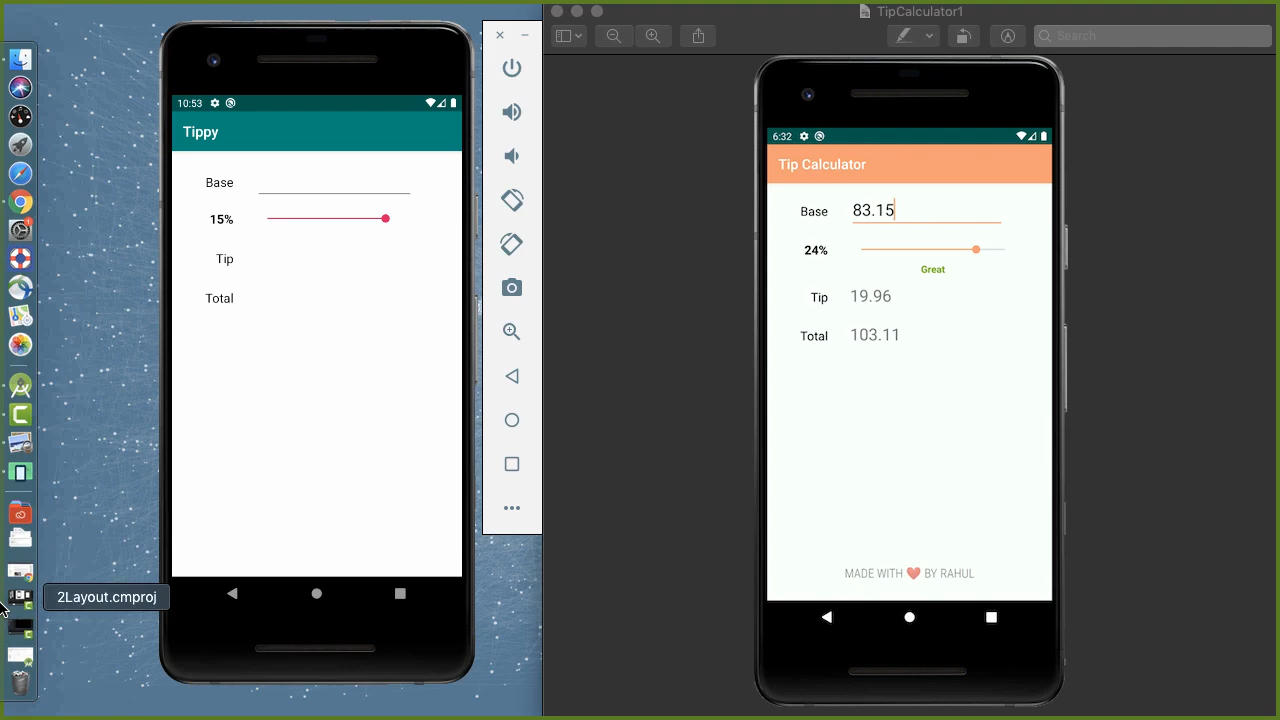 10:53
Tippy
Base
15%
Tip
Total
2Layout.cmproj
TipCalculator1
Search
6:32
Tip Calculator
Base 83.15
24%
Great
Tip 19.96
Total 103.11
MADE WITH ❤️ BY RAHUL